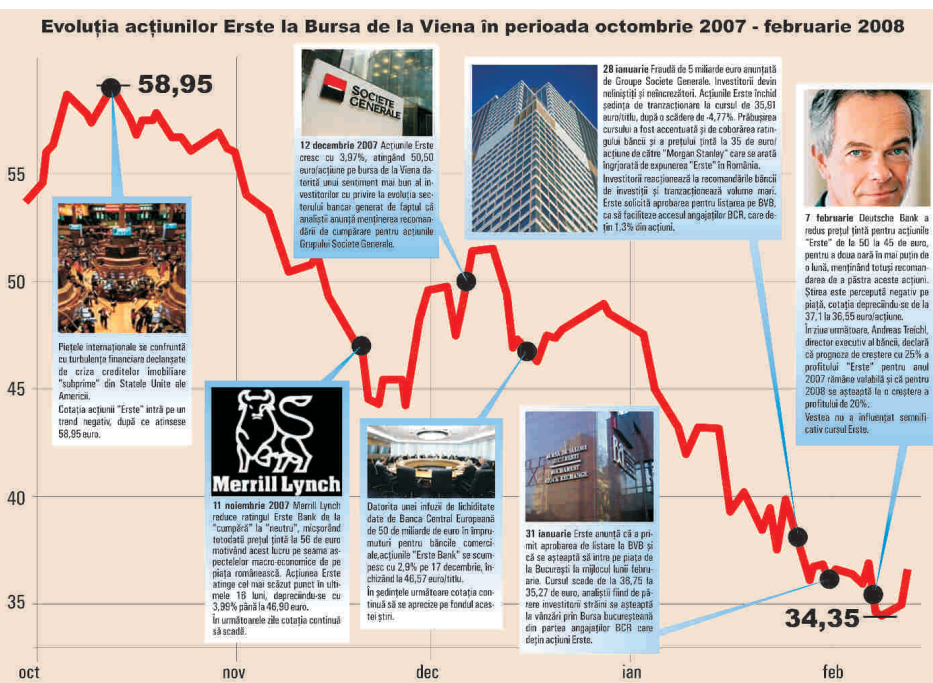 Evoluția acțiunilor Erste la Bursa de la Viena în perioada octombrie 2007 - februarie 2008
58,95
55
50
45
40
35
34,35
oct
nov
dec
ian
feb
Piețele internaționale se confruntă
cu turbulențe financiare declanșate
de criza creditelor imobiliare
"subprime" din Statele Unite ale
Americii.
Cotația acțiunii "Erste" intră pe un
trend negativ, după ce atinsese
58,95 euro.
Merrill Lynch
11 noiembrie 2007 Merrill Lynch
reduce ratingul Erste Bank de la
"cumpără" la "neutru", micșorând
totodată prețul țintă la 56 de euro
motivând acest lucru pe seama as-
pectelor macro-economice de pe
piața românească. Acțiunea Erste
atinge cel mai scăzut punct în ulti-
mele 16 luni, depreciindu-se cu
3,99% până la 46,90 euro.
În următoarele zile cotația continuă
să scadă.
SOCIETE
GENERALE
12 decembrie 2007 Acțiunile Erste
cresc cu 3,97%, atingând 50,50
euro/acțiune pe bursa de la Viena da-
torită unui sentiment mai bun al in-
vestitorilor cu privire la evoluția sec-
torului bancar generat de faptul că
analiștii anunță menținerea recoman-
dării de cumpărare pentru acțiunile
Grupului Societe Generale.
Datorita unei infuzii de lichiditate
date de Banca Central Europeană
de 50 de miliarde de euro în împru-
muturi pentru băncile comerci-
ale,acțiunile "Erste Bank" se scum-
pesc cu 2,9% pe 17 decembrie, în-
chizând la 46,57 euro/titlu.
În ședințele următoare cotația con-
tinuă să se aprecize pe fondul aces-
tei știri.
28 ianuarie Fraudă de 5 miliarde euro anunțată
de Groupe Societe Generale. Investitorii devin
neliniștiți și neîncrezători. Acțiunile Erste închid
ședința de tranzacționare la cursul de 35,91
euro/titlu, după o scădere de -4,77%. Prăbușirea
cursului a fost accentuată și de coborârea ratin-
gului băncii și a prețului țintă la 35 de euro/
acțiune de către "Morgan Stanley" care se arată
îngrijorată de expunerea "Erste" în România.
Investitorii reacționează la recomandările băncii
de investiții și tranzacționează volume mari.
Erste solicită aprobarea pentru listarea pe BVB,
ca să faciliteze accesul angajaților BCR, care de-
țin 1,3% din acțiuni.
BURSA DE VALORI
BUCURESTI
BUCHAREST
STOCK EXCHANGE
31 ianuarie Erste anunță că a pri-
mit aprobarea de listare la BVB și
că se așteaptă să intre pe piața de
la București la mijlocul lunii febru-
arie. Cursul scade de la 36,75 la
35,27 de euro, analiștii fiind de pă-
rere investitorii străini se așteaptă
la vânzări prin Bursa bucureșteană
din partea angajaților BCR care
dețin acțiuni Erste.
7 februarie Deutsche Bank a
redus prețul țintă pentru acțiunile
"Erste" de la 50 la 45 de euro,
pentru a doua oară în mai puțin de
o lună, menținând totuși recoman-
darea de a păstra aceste acțiuni.
Știrea este percepută negativ pe
piață, cotația depreciindu-se de la
37,1 la 36,55 euro/acțiune.
În ziua următoare, Andreas Treichl,
director executiv al băncii, declară
că prognoza de creștere cu 25% a
profitului "Erste" pentru anul
2007 rămâne valabilă și că pentru
2008 se așteaptă la o creștere a
profitului de 20%.
Vestea nu a influențat semnifi-
cativ cursul Erste.